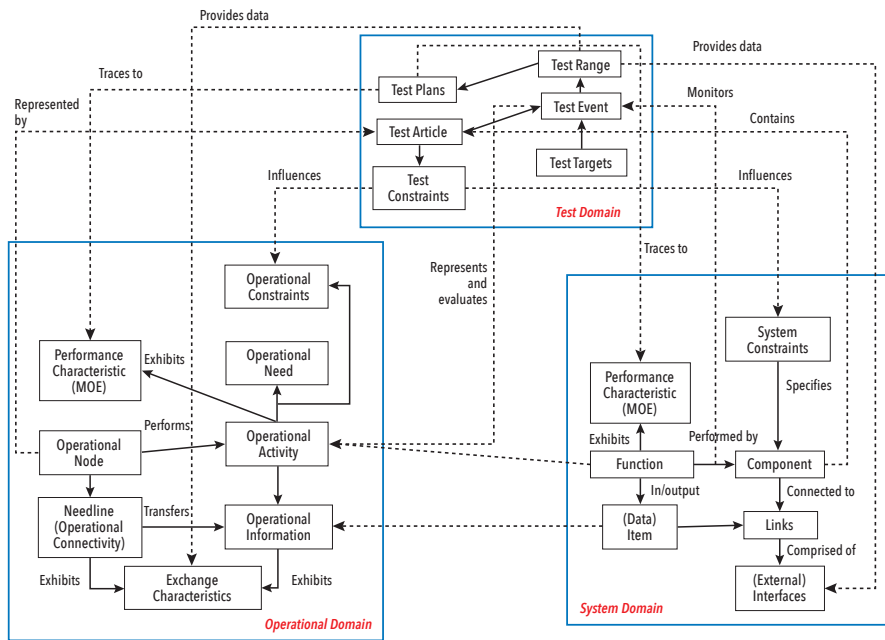 Provides data
Provides data
Test Range
Traces to
Test Plans
Monitors
Represented
by
Test Event
Test Article
Contains
Test Targets
Influences
Test
Constraints
Influences
Test Domain
Traces to
Represents
and
evaluates
Operational
Constraints
System
Constraints
Performance
Characteristic
(MOE)
Exhibits
Operational
Need
Performance
Characteristic
(MOE)
Specifies
Performs
Operational
Node
Operational
Activity
Exhibits
Performed by
Function
Component
In/output
Connected to
Needline
(Operational
Connectivity)
Transfers
Operational
Information
(Data)
Item
Links
Comprised of
Exhibits
Exchange
Characteristics
Exhibits
(External)
Interfaces
Operational Domain
System Domain